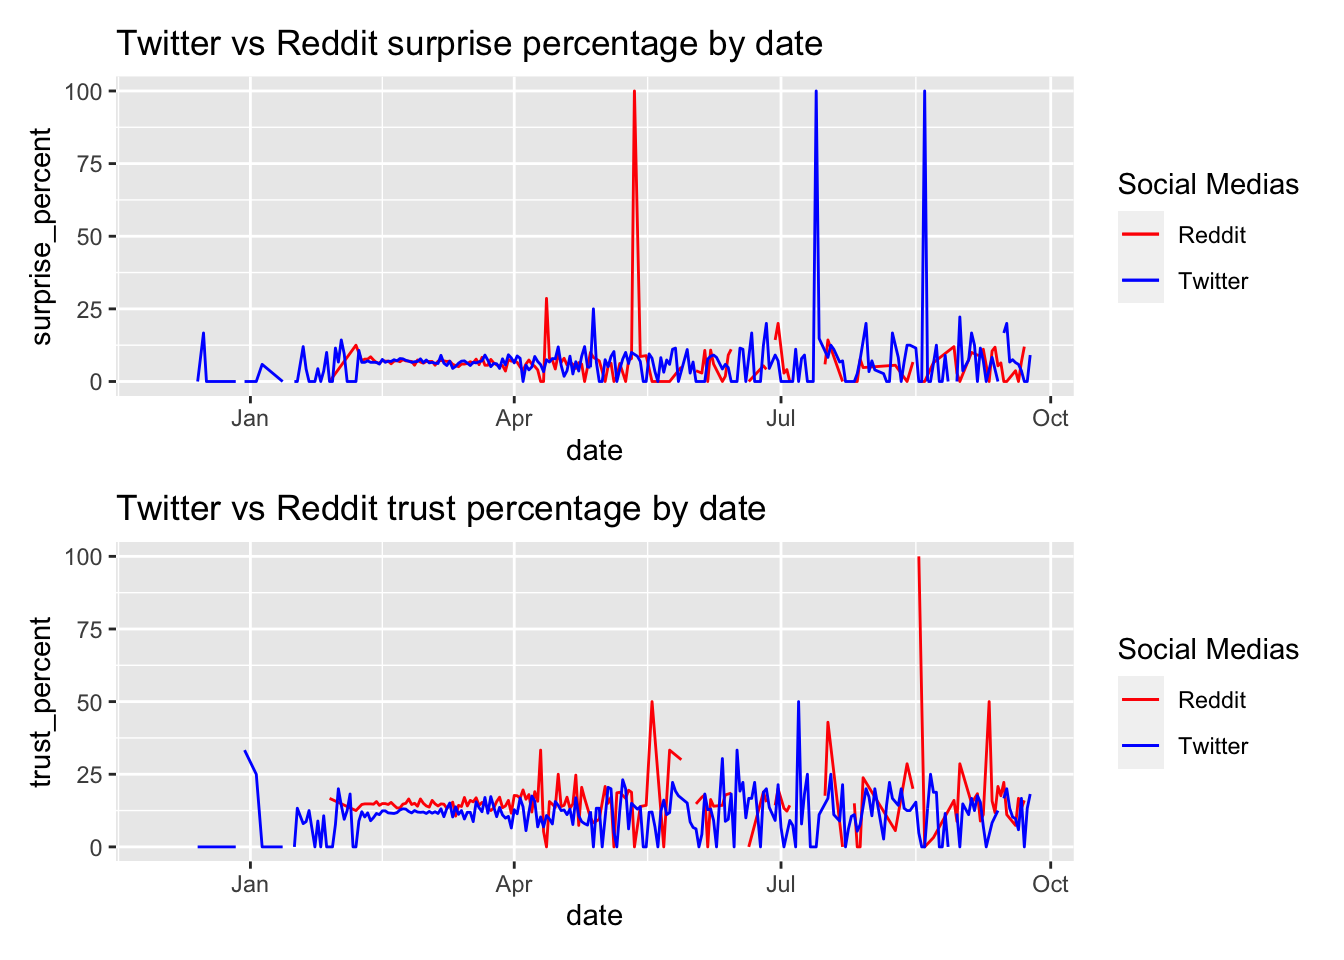 Twitter vs Reddit surprise percentage by date
100
75
50
25
0
surprise_percent
Jan
Apr
Jul
Oct
date
Social Medias
Reddit
Twitter
Twitter vs Reddit trust percentage by date
100
75
50
25
0
trust_percent
Jan
Apr
Jul
Oct
date
Social Medias
Reddit
Twitter